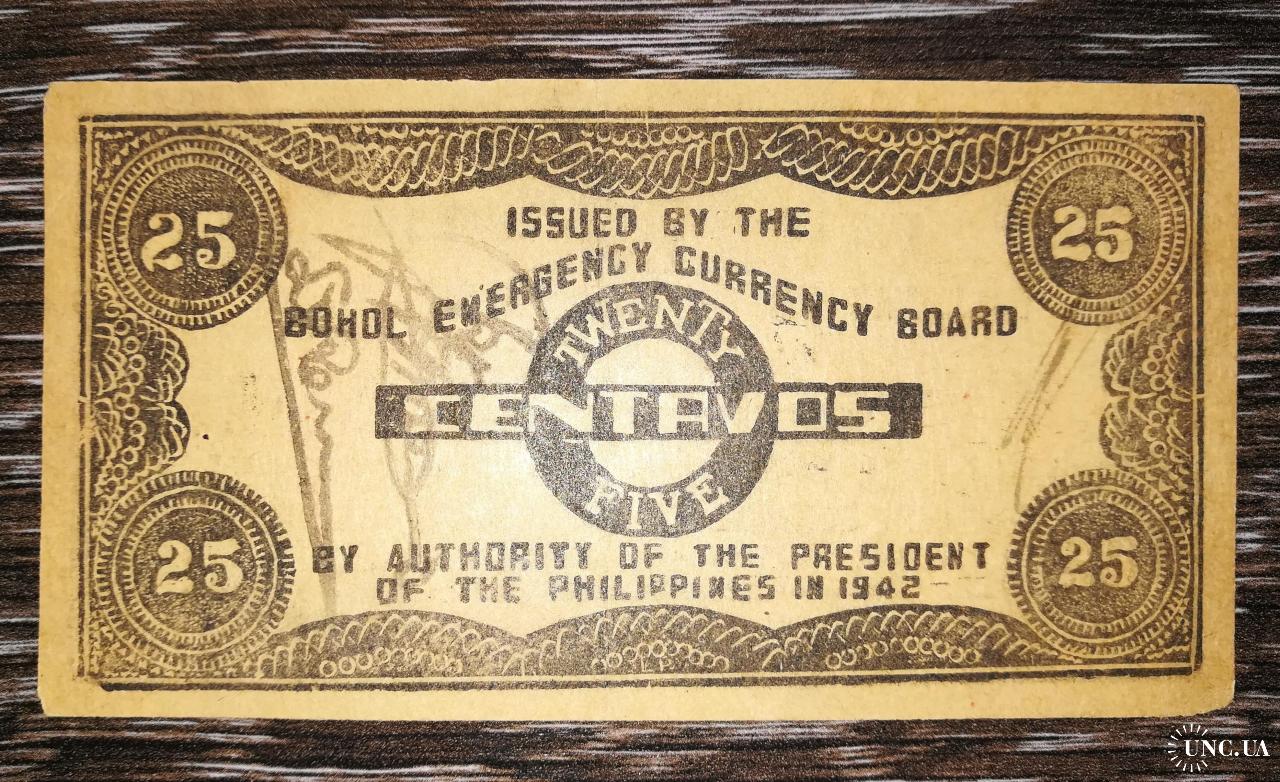 25 25
ISSUED BY THE
BOHOL EMERGENCY CURRENCY BOARD
TWENTY
CENTAVOS
FIVE
25 25
BY AUTHORITY OF THE PRESIDENT
OF THE PHILIPPINES IN 1942
UNC.UA